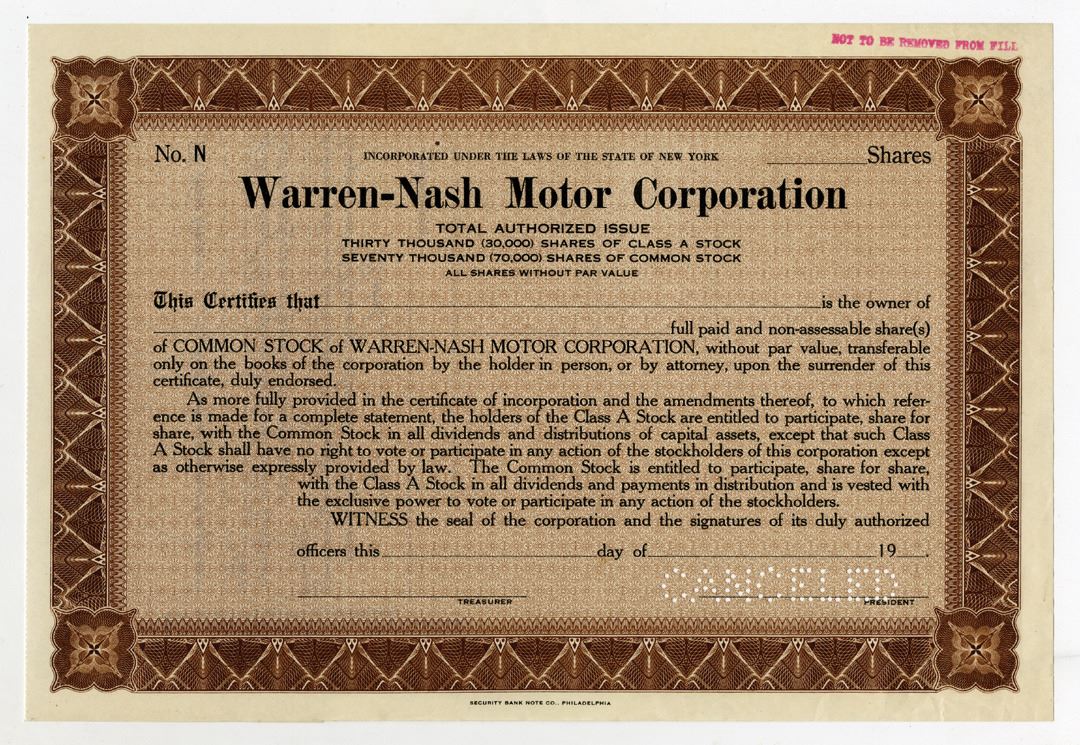 NOT TO BE REMOVED FROM FILE
No. N
INCORPORATED UNDER THE LAWS OF THE STATE OF NEW YORK
Shares
Warren-Nash Motor Corporation
TOTAL AUTHORIZED ISSUE
THIRTY THOUSAND (30,000) SHARES OF CLASS A STOCK
SEVENTY THOUSAND (70,000) SHARES OF COMMON STOCK
ALL SHARES WITHOUT PAR VALUE
This Certifies that is the owner of
full paid and non-assessable share(s)
of COMMON STOCK of WARREN-NASH MOTOR CORPORATION, without par value, transferable
only on the books of the corporation by the holder in person, or by attorney, upon the surrender of this
certificate, duly endorsed.
As more fully provided in the certificate of incorporation and the amendments thereof, to which refer-
ence is made for a complete statement, the holders of the Class A Stock are entitled to participate, share for
share, with the Common Stock in all dividends and distributions of capital assets, except that such Class
A Stock shall have no right to vote or participate in any action of the stockholders of this corporation except
as otherwise expressly provided by law. The Common Stock is entitled to participate, share for share,
with the Class A Stock in all dividends and payments in distribution and is vested with
the exclusive power to vote or participate in any action of the stockholders.
WITNESS the seal of the corporation and the signatures of its duly authorized
officers this day of 19 .
CANCELED
TREASURER
PRESIDENT
SECURITY BANK NOTE CO., PHILADELPHIA